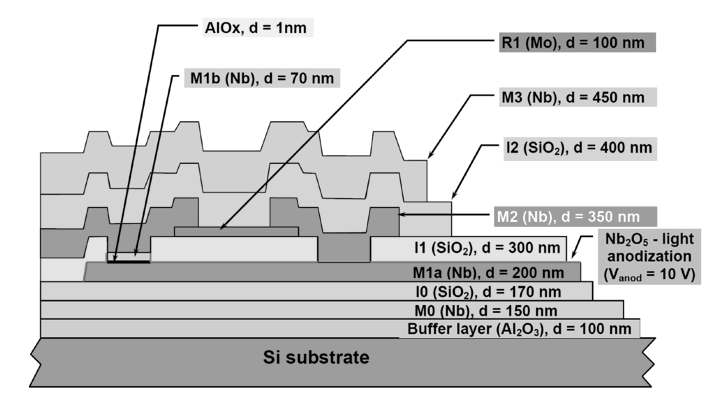 AlOx, d = 1nm
R1 (Mo), d = 100 nm
M1b (Nb), d = 70 nm
M3 (Nb), d = 450 nm
I2 (SiO₂), d = 400 nm
M2 (Nb), d = 350 nm
Nb₂O₅ - light
anodization
(Vₐₙₒd = 10 V)
I1 (SiO₂), d = 300 nm
M1a (Nb), d = 200 nm
I0 (SiO₂), d = 170 nm
M0 (Nb), d = 150 nm
Buffer layer (Al₂O₃), d = 100 nm
Si substrate